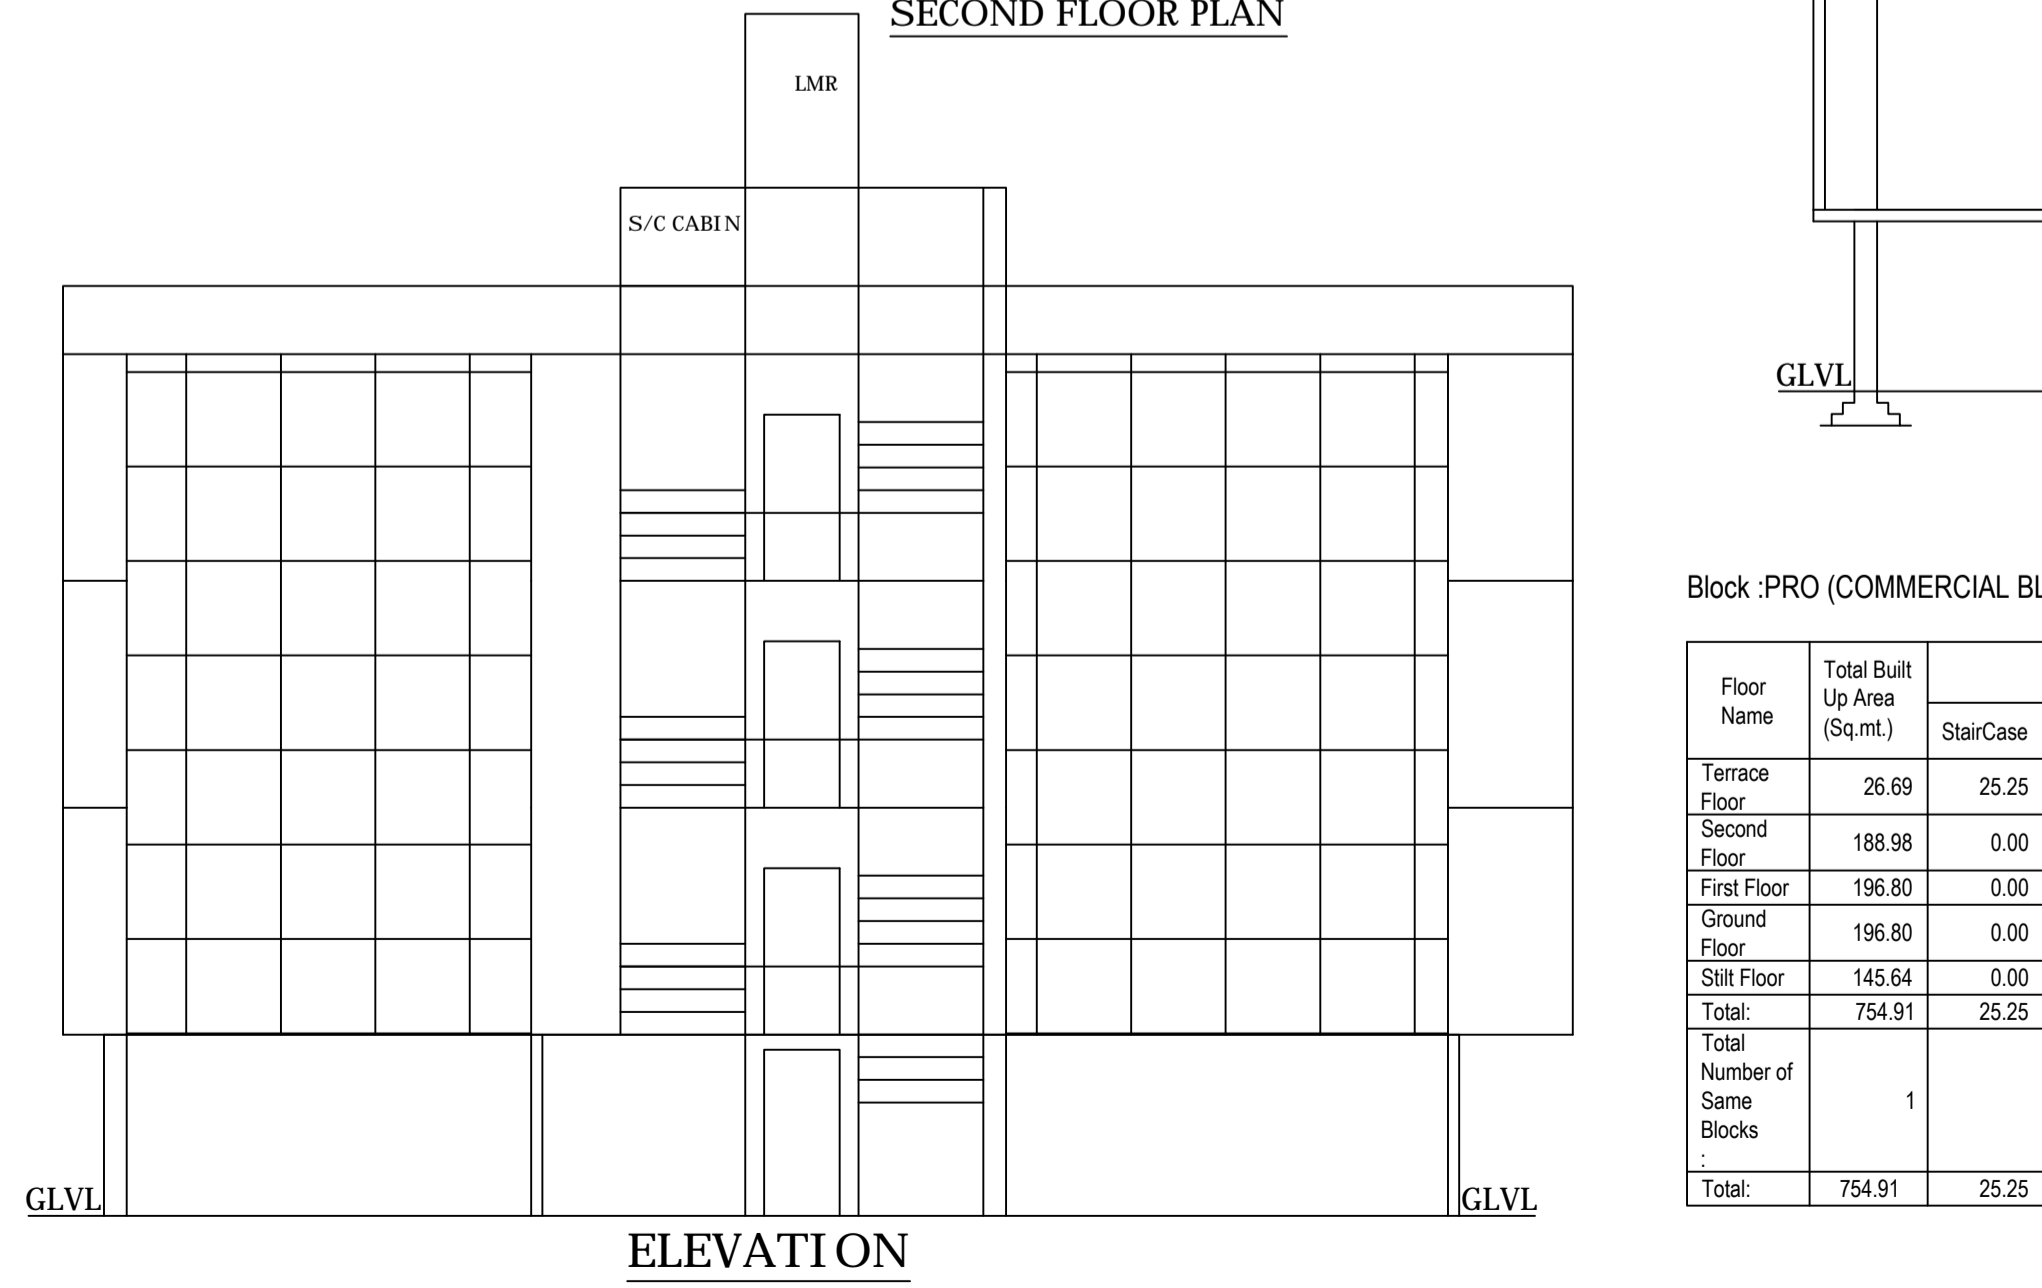 SECOND FLOOR PLAN
LMR
S/C CABIN
GLVL
GLVL
ELEVATION
GLVL
Block :PRO (COMMERCIAL BL
Floor
Name
Total Built
Up Area
(Sq.mt.)
StairCase
Terrace
Floor
26.69
25.25
Second
Floor
188.98
0.00
First Floor
196.80
0.00
Ground
Floor
196.80
0.00
Stilt Floor
145.64
0.00
Total:
754.91
25.25
Total
Number of
Same
Blocks
:
1
Total:
754.91
25.25